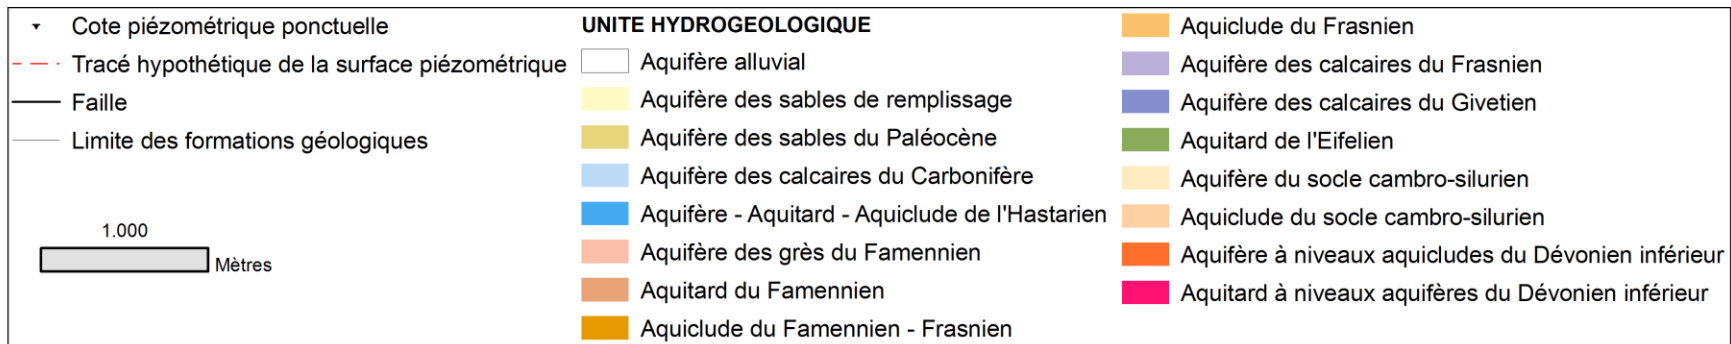 Cote piézométrique ponctuelle
Tracé hypothétique de la surface piézométrique
Faille
Limite des formations géologiques
1.000
Mètres
UNITE HYDROGEOLOGIQUE
Aquifère alluvial
Aquifère des sables de remplissage
Aquifère des sables du Paléocène
Aquifère des calcaires du Carbonifère
Aquifère - Aquitard - Aquiclude de l'Hastarien
Aquifère des grès du Famennien
Aquitard du Famennien
Aquiclude du Famennien - Frasnien
Aquiclude du Frasnien
Aquifère des calcaires du Frasnien
Aquifère des calcaires du Givetien
Aquitard de l'Eifelien
Aquifère du socle cambro-silurien
Aquiclude du socle cambro-silurien
Aquifère à niveaux aquicludes du Dévonien inférieur
Aquitard à niveaux aquifères du Dévonien inférieur